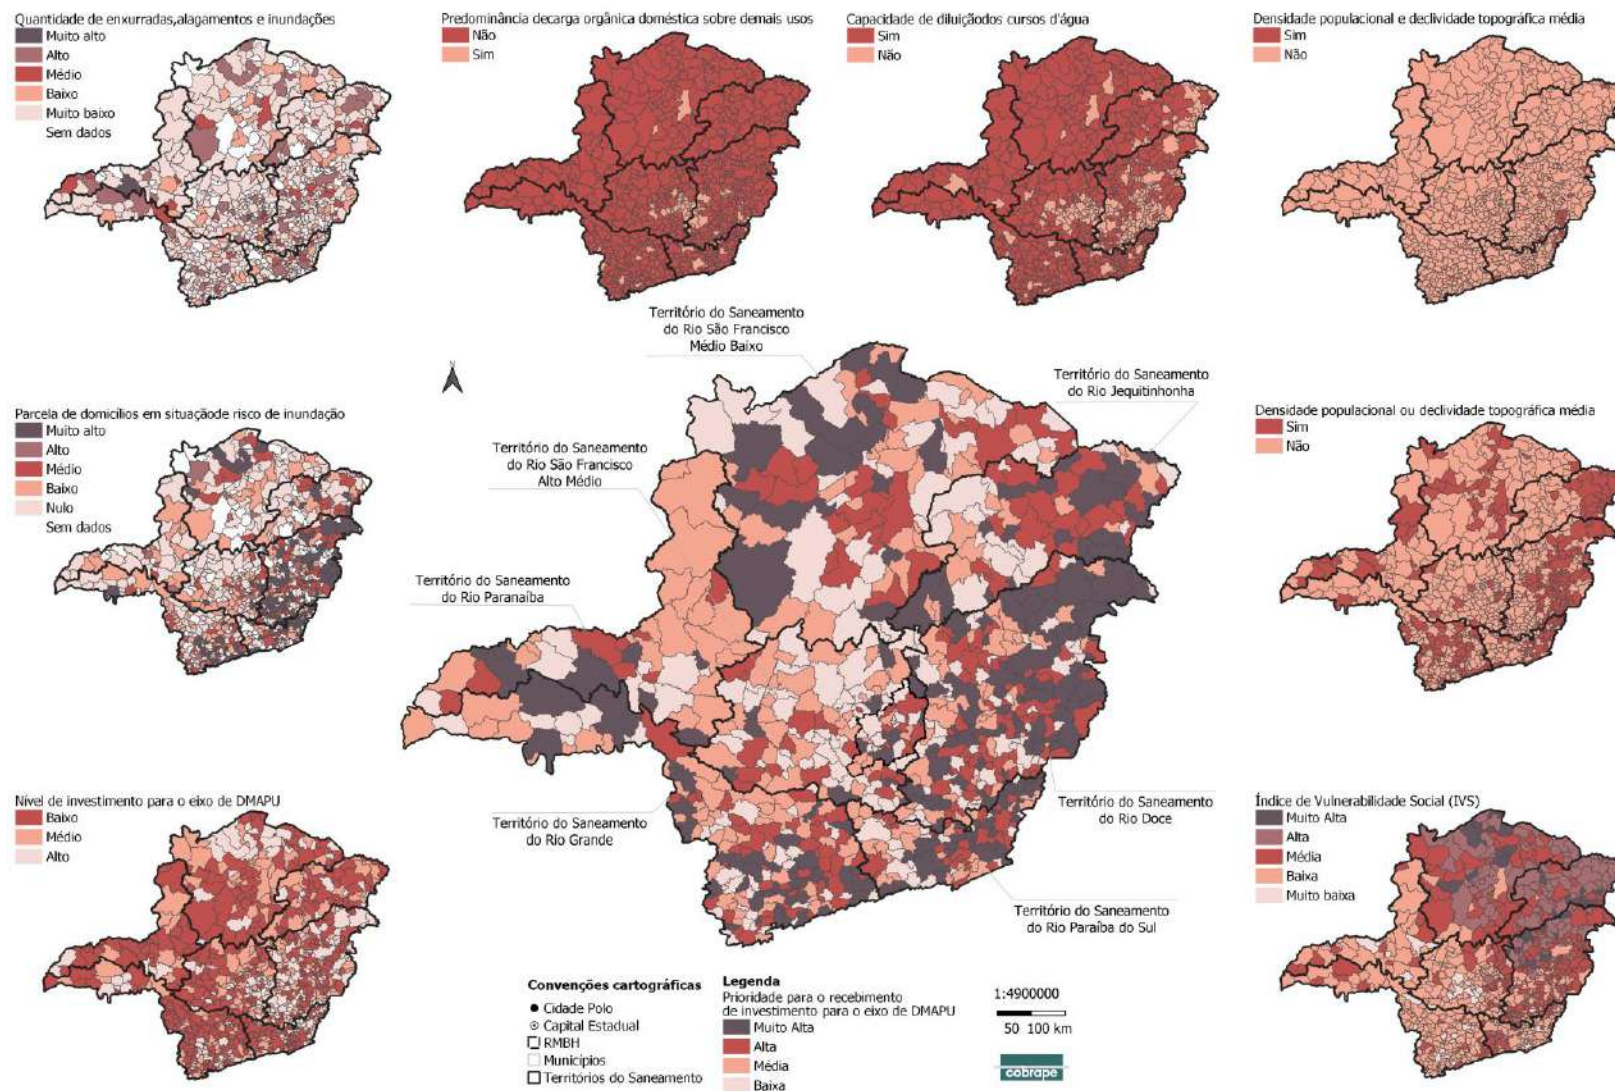 Quantidade de enxurradas,alagamentos e inundações
Muito alto
Alto
Médio
Baixo
Muito baixo
Sem dados
Predominância decarga orgânica doméstica sobre demais usos
Não
Sim
Capacidade de diluiçãodos cursos d'água
Sim
Não
Densidade populacional e declividade topográfica média
Sim
Não
Território do Saneamento
do Rio São Francisco
Médio Baixo
N
Território do Saneamento
do Rio Jequitinhonha
Território do Saneamento
do Rio São Francisco
Alto Médio
Território do Saneamento
do Rio Paranaíba
Território do Saneamento
do Rio Grande
Território do Saneamento
do Rio Doce
Território do Saneamento
do Rio Paraíba do Sul
Parcela de domicílios em situaçãode risco de inundação
Muito alto
Alto
Médio
Baixo
Nulo
Sem dados
Densidade populacional ou declividade topográfica média
Sim
Não
Nível de investimento para o eixo de DMAPU
Baixo
Médio
Alto
Índice de Vulnerabilidade Social (IVS)
Muito Alta
Alta
Média
Baixa
Muito baixa
Convenções cartográficas
Cidade Polo
Capital Estadual
RMBH
Municípios
Territórios do Saneamento
Legenda
Prioridade para o recebimento
de investimento para o eixo de DMAPU
Muito Alta
Alta
Média
Baixa
1:4900000
50 100 km
cobrape